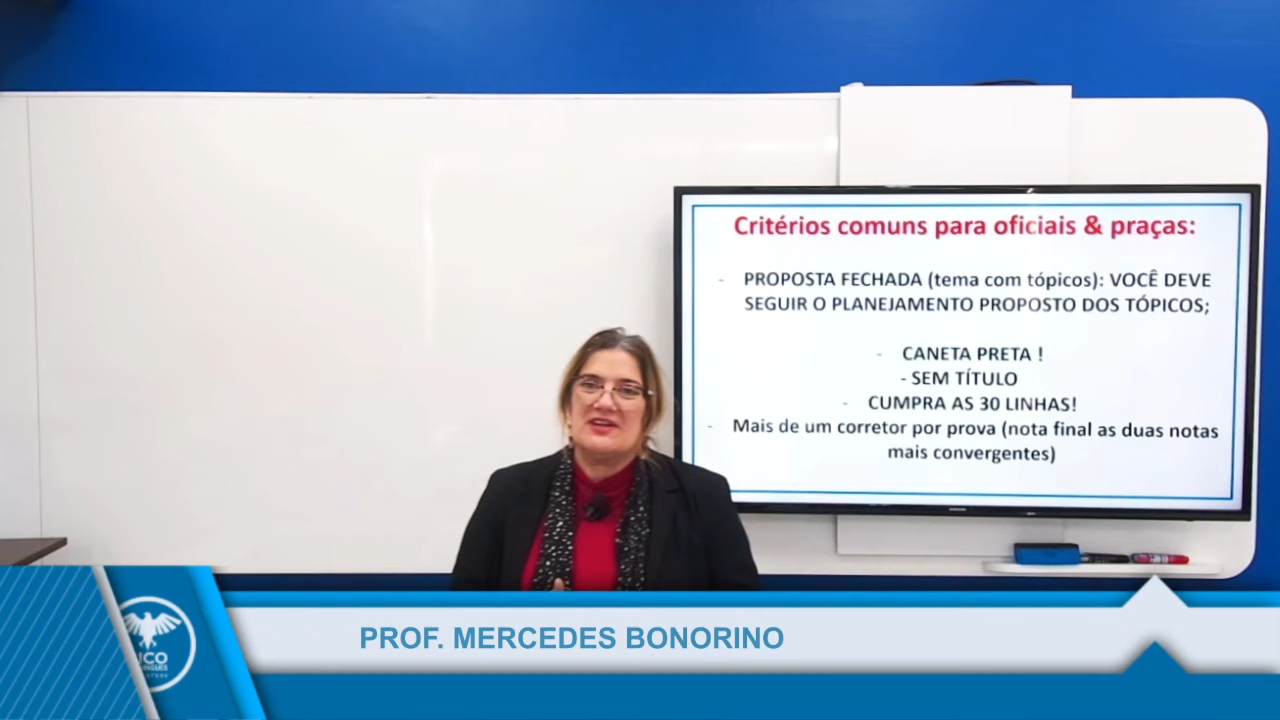 Critérios comuns para oficiais & praças:
- PROPOSTA FECHADA (tema com tópicos): VOCÊ DEVE
SEGUIR O PLANEJAMENTO PROPOSTO DOS TÓPICOS;
- CANETA PRETA !
- SEM TÍTULO
- CUMPRA AS 30 LINHAS!
- Mais de um corretor por prova (nota final as duas notas
mais convergentes)
PROF. MERCEDES BONORINO